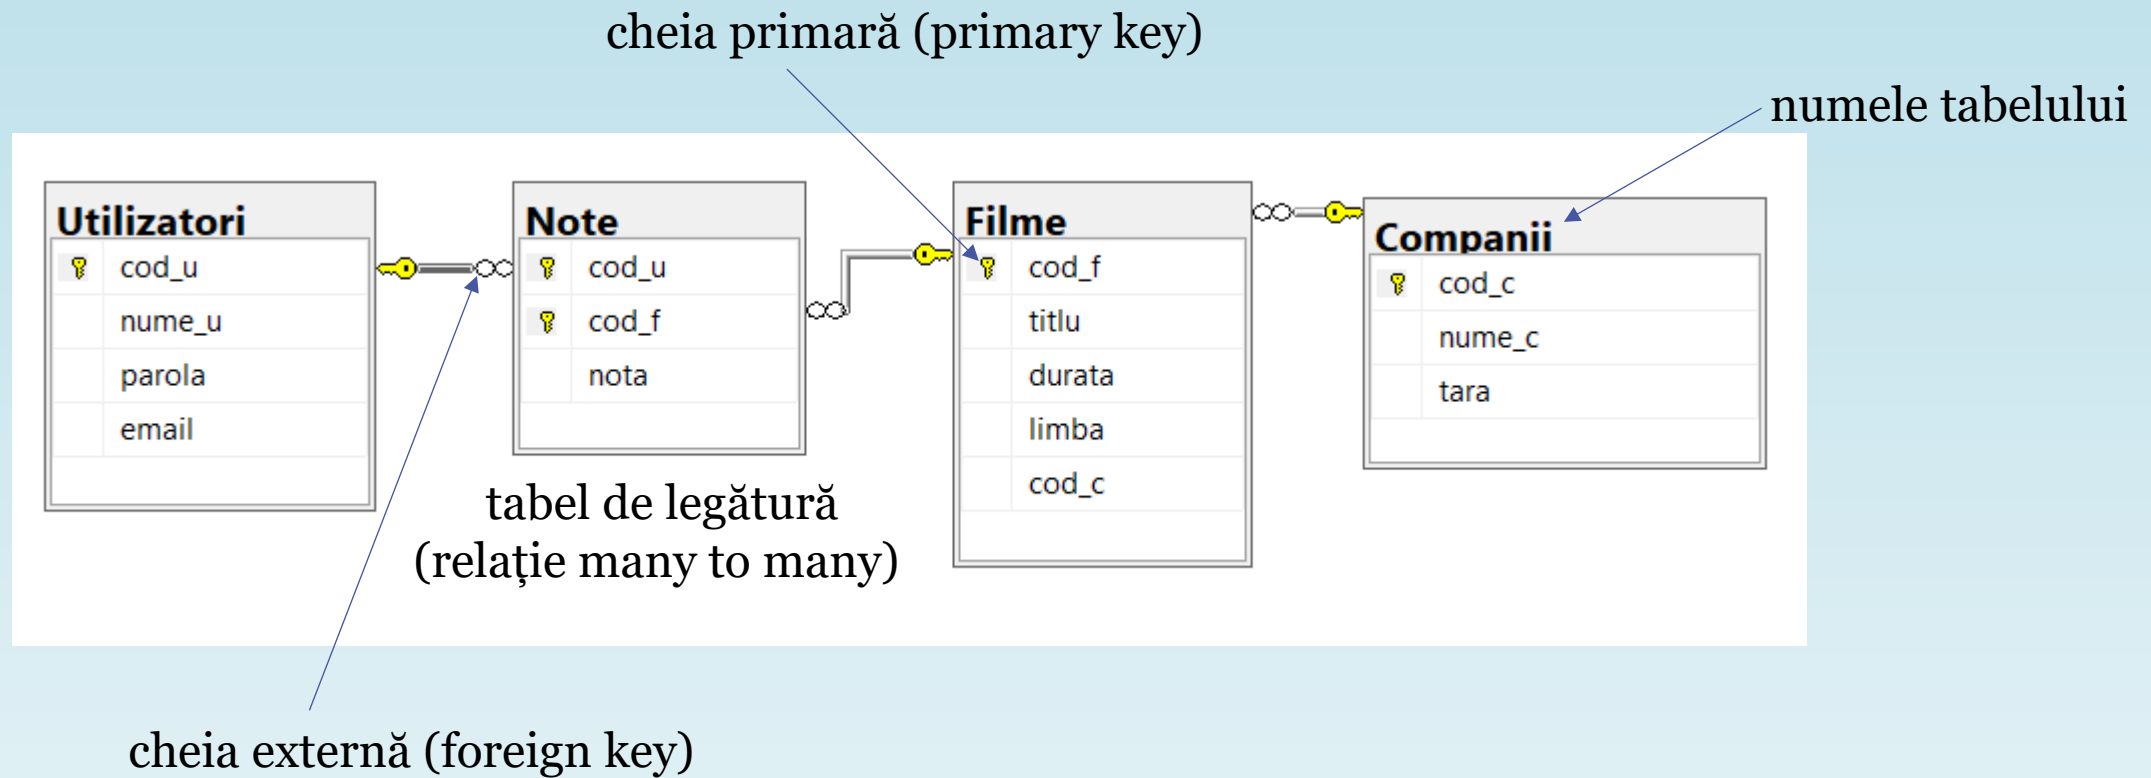 cheia primară (primary key)
numele tabelului
Utilizatori
cod_u
nume_u
parola
email
Note
cod_u
cod_f
nota
tabel de legătură
(relație many to many)
Filme
cod_f
titlu
durata
limba
cod_c
Companii
cod_c
nume_c
tara
cheia externă (foreign key)